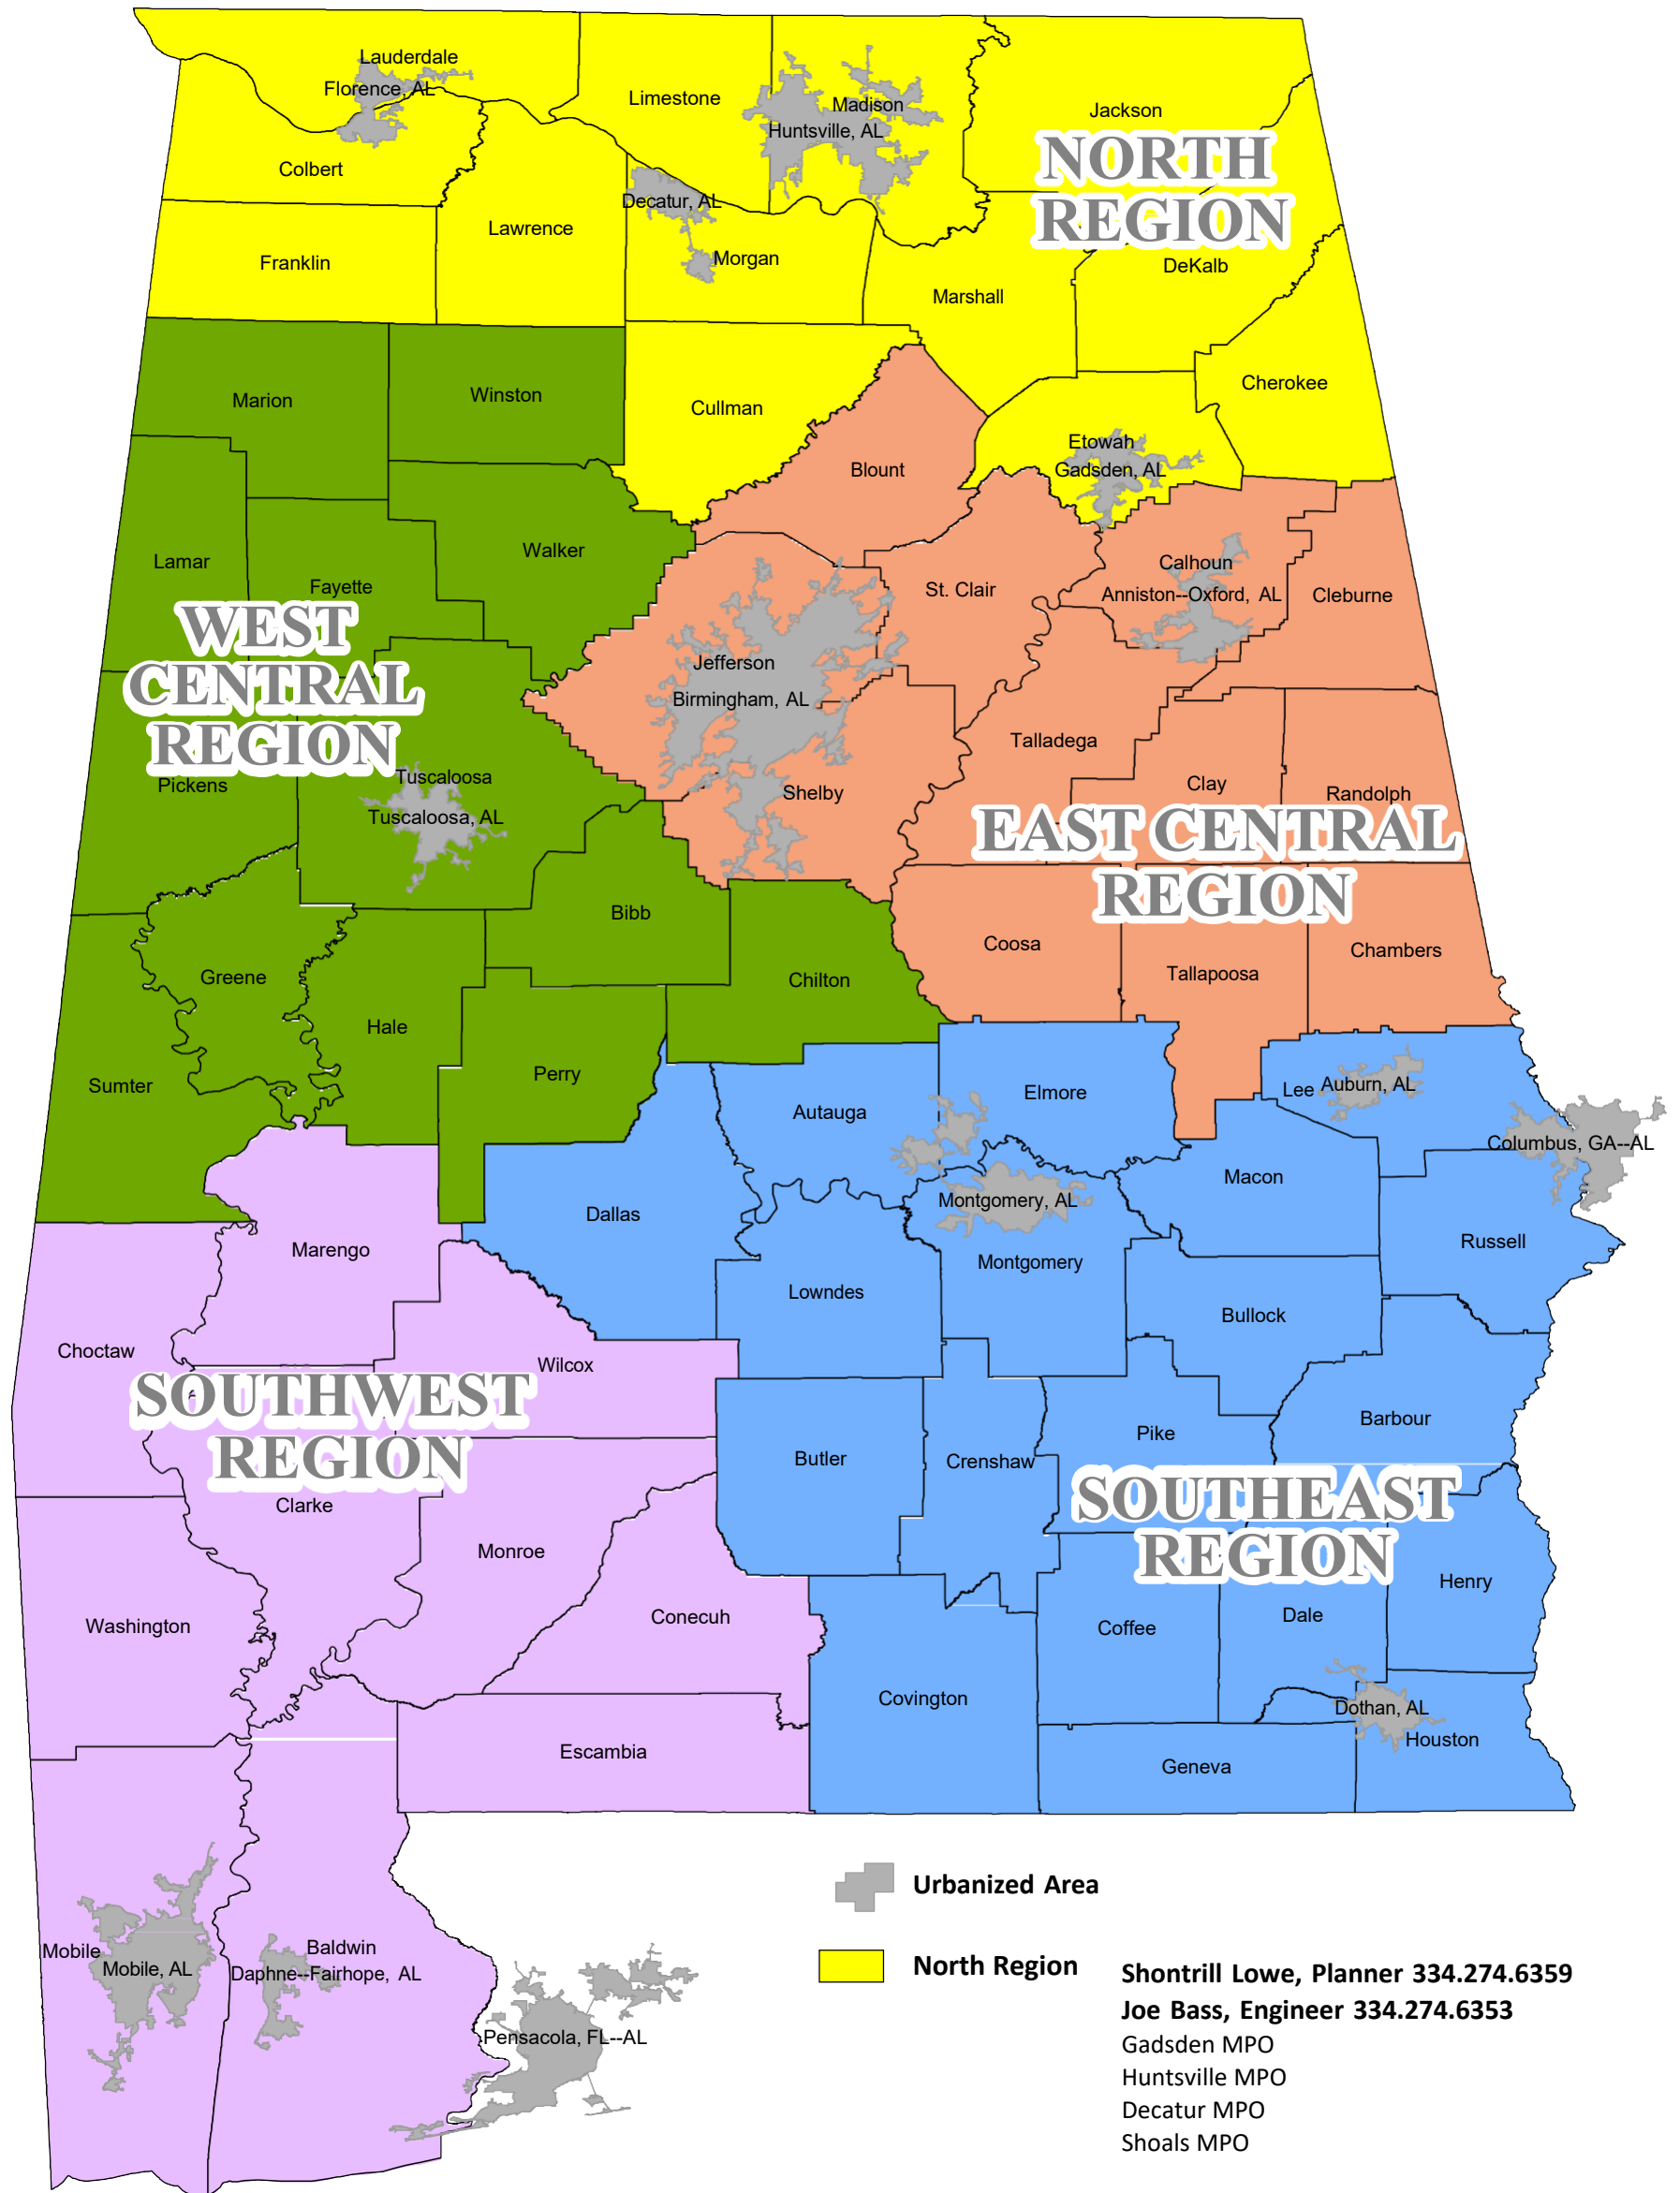 Lauderdale
Florence, AL
Limestone
Madison
Huntsville, AL
Jackson
NORTH
REGION
Colbert
Decatur, AL
Lawrence
Franklin
Morgan
DeKalb
Marshall
Cherokee
Marion
Winston
Cullman
Etowah
Gadsden, AL
Blount
Walker
Lamar
Fayette
St. Clair
Calhoun
Anniston--Oxford, AL
Cleburne
WEST
CENTRAL
REGION
Jefferson
Birmingham, AL
Talladega
Pickens
Tuscaloosa
Tuscaloosa, AL
Shelby
Clay
Randolph
EAST CENTRAL
REGION
Bibb
Coosa
Chambers
Tallapoosa
Greene
Chilton
Hale
Sumter
Perry
Autauga
Elmore
Lee
Auburn, AL
Columbus, GA--AL
Macon
Montgomery, AL
Dallas
Marengo
Montgomery
Russell
Lowndes
Bullock
Choctaw
Wilcox
SOUTHWEST
REGION
Barbour
Pike
Butler
Crenshaw
SOUTHEAST
REGION
Clarke
Monroe
Henry
Washington
Conecuh
Coffee
Dale
Covington
Dothan, AL
Houston
Escambia
Geneva
Mobile
Mobile, AL
Baldwin
Daphne--Fairhope, AL
Pensacola, FL--AL
Urbanized Area
North Region
Shontrill Lowe, Planner 334.274.6359
Joe Bass, Engineer 334.274.6353
Gadsden MPO
Huntsville MPO
Decatur MPO
Shoals MPO